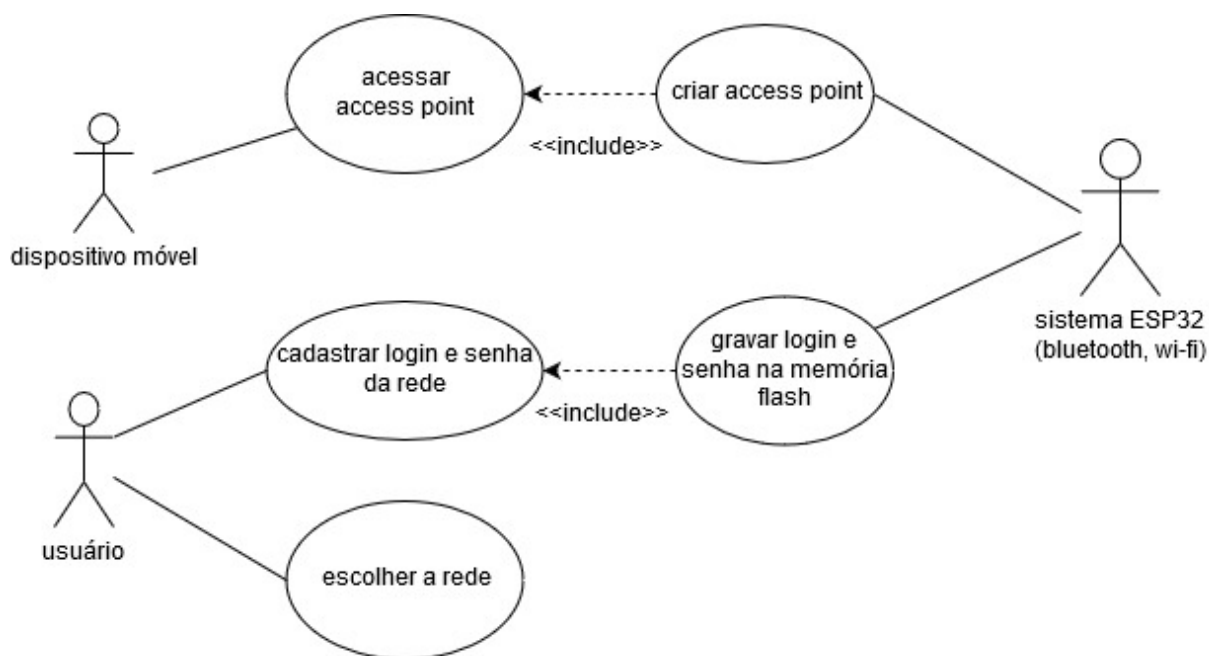 acessar
access point
criar access point
<<include>>
dispositivo móvel
sistema ESP32
(bluetooth, wi-fi)
cadastrar login e senha
da rede
gravar login e
senha na memória
flash
<<include>>
usuário
escolher a rede